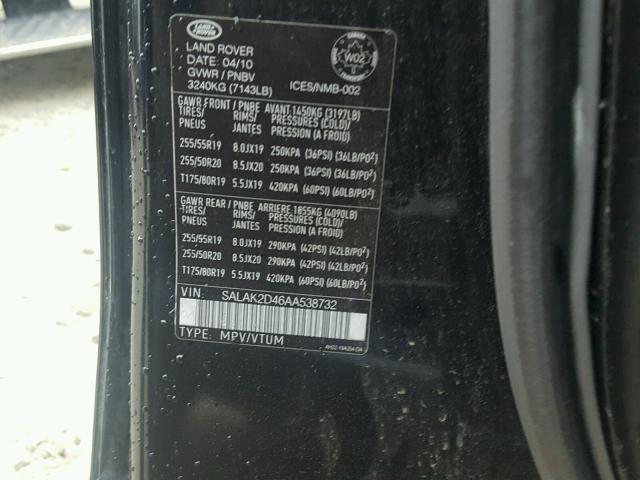 LAND ROVER
LAND ROVER
DATE: 04/10
GVWR / PNBV
3240KG (7143LB)
W02
ICES/NMB-002
GAWR FRONT / PNBE AVANT 1450KG (3197LB)
TIRES/ RIMS/ PRESSURES (COLD)/
PNEUS JANTES PRESSION (A FROID)
255/55R19 8.0JX19 250KPA (36PSI) (36LB/PO²)
255/50R20 8.5JX20 250KPA (36PSI) (36LB/PO²)
T175/80R19 5.5JX19 420KPA (60PSI) (60LB/PO²)
GAWR REAR / PNBE ARRIERE 1855KG (4090LB)
TIRES/ RIMS/ PRESSURES (COLD)/
PNEUS JANTES PRESSION (A FROID)
255/55R19 8.0JX19 290KPA (42PSI) (42LB/PO²)
255/50R20 8.5JX20 290KPA (42PSI) (42LB/PO²)
T175/80R19 5.5JX19 420KPA (60PSI) (60LB/PO²)
VIN: SALAK2D46AA538732
TYPE: MPV/VTUM